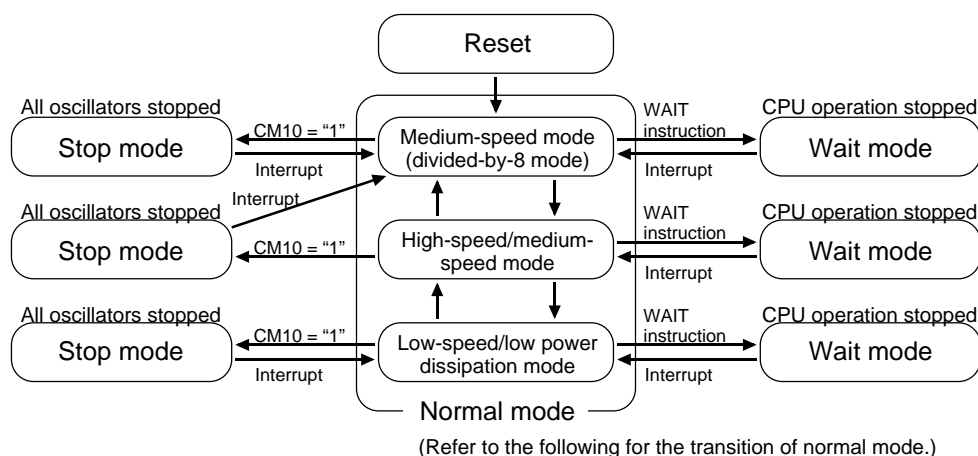 Reset
All oscillators stopped
Stop mode
CM10 = “1”
Interrupt
Medium-speed mode
(divided-by-8 mode)
WAIT
instruction
Interrupt
CPU operation stopped
Wait mode
Interrupt
All oscillators stopped
Stop mode
CM10 = “1”
High-speed/medium-
speed mode
WAIT
instruction
Interrupt
CPU operation stopped
Wait mode
All oscillators stopped
Stop mode
CM10 = “1”
Interrupt
Low-speed/low power
dissipation mode
WAIT
instruction
Interrupt
CPU operation stopped
Wait mode
Normal mode
(Refer to the following for the transition of normal mode.)